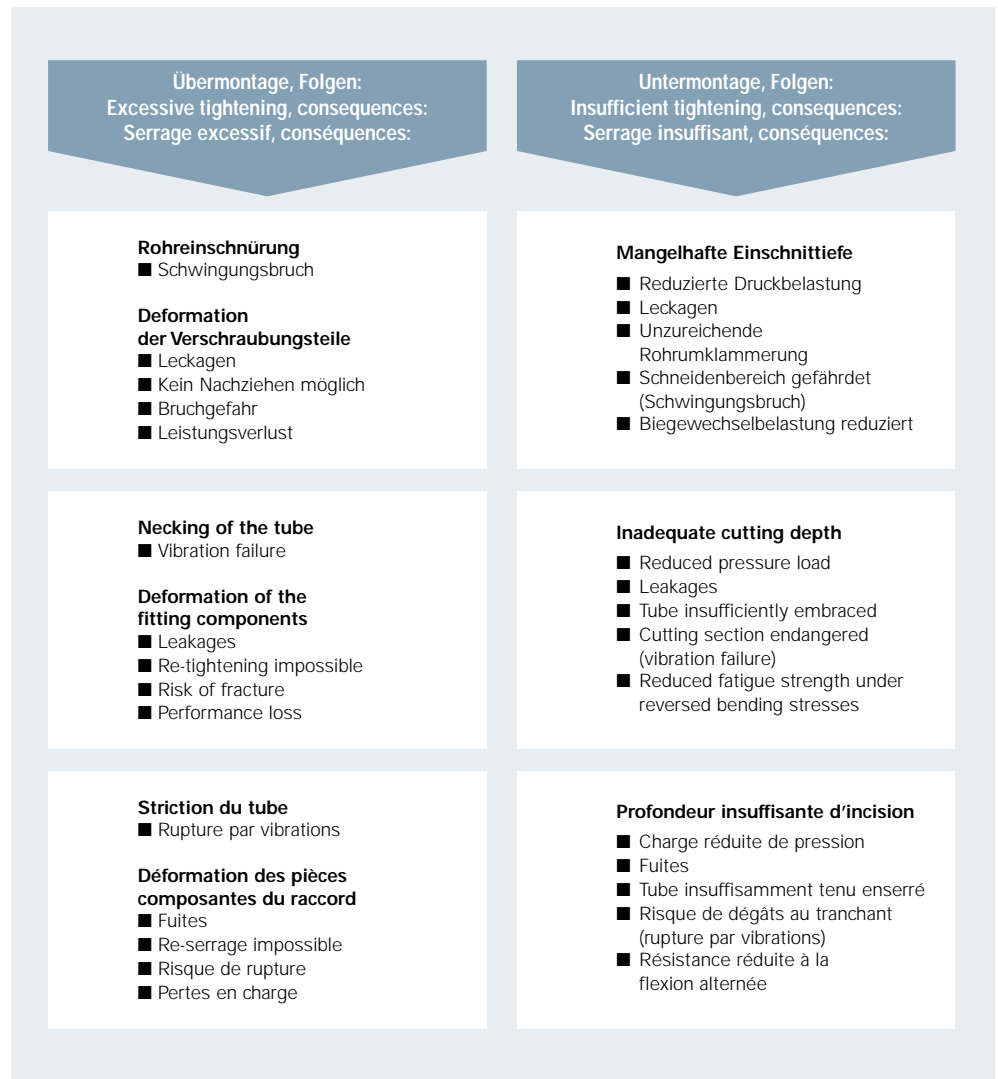 Übermontage, Folgen:
Excessive tightening, consequences:
Serrage excessif, conséquences:
Untermontage, Folgen:
Insufficient tightening, consequences:
Serrage insuffisant, conséquences:
Rohreinschnürung
■ Schwingungsbruch
Deformation
der Verschraubungsteile
■ Leckagen
■ Kein Nachziehen möglich
■ Bruchgefahr
■ Leistungsverlust
Mangelhafte Einschnittiefe
■ Reduzierte Druckbelastung
■ Leckagen
■ Unzureichende
Rohrumklammerung
■ Schneidenbereich gefährdet
(Schwingungsbruch)
■ Biegewechselbelastung reduziert
Necking of the tube
■ Vibration failure
Deformation of the
fitting components
■ Leakages
■ Re-tightening impossible
■ Risk of fracture
■ Performance loss
Inadequate cutting depth
■ Reduced pressure load
■ Leakages
■ Tube insufficiently embraced
■ Cutting section endangered
(vibration failure)
■ Reduced fatigue strength under
reversed bending stresses
Striction du tube
■ Rupture par vibrations
Déformation des pièces
composantes du raccord
■ Fuites
■ Re-serrage impossible
■ Risque de rupture
■ Pertes en charge
Profondeur insuffisante d'incision
■ Charge réduite de pression
■ Fuites
■ Tube insuffisamment tenu enserré
■ Risque de dégâts au tranchant
(rupture par vibrations)
■ Résistance réduite à la
flexion alternée